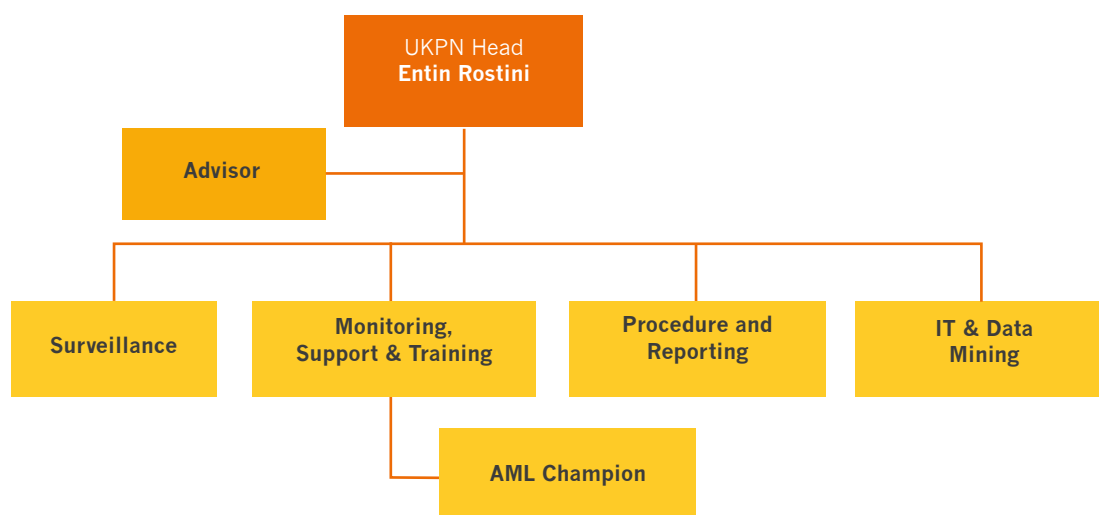 UKPN Head
Entin Rostini
Advisor
Surveillance
Monitoring,
Support & Training
Procedure and
Reporting
IT & Data
Mining
AML Champion